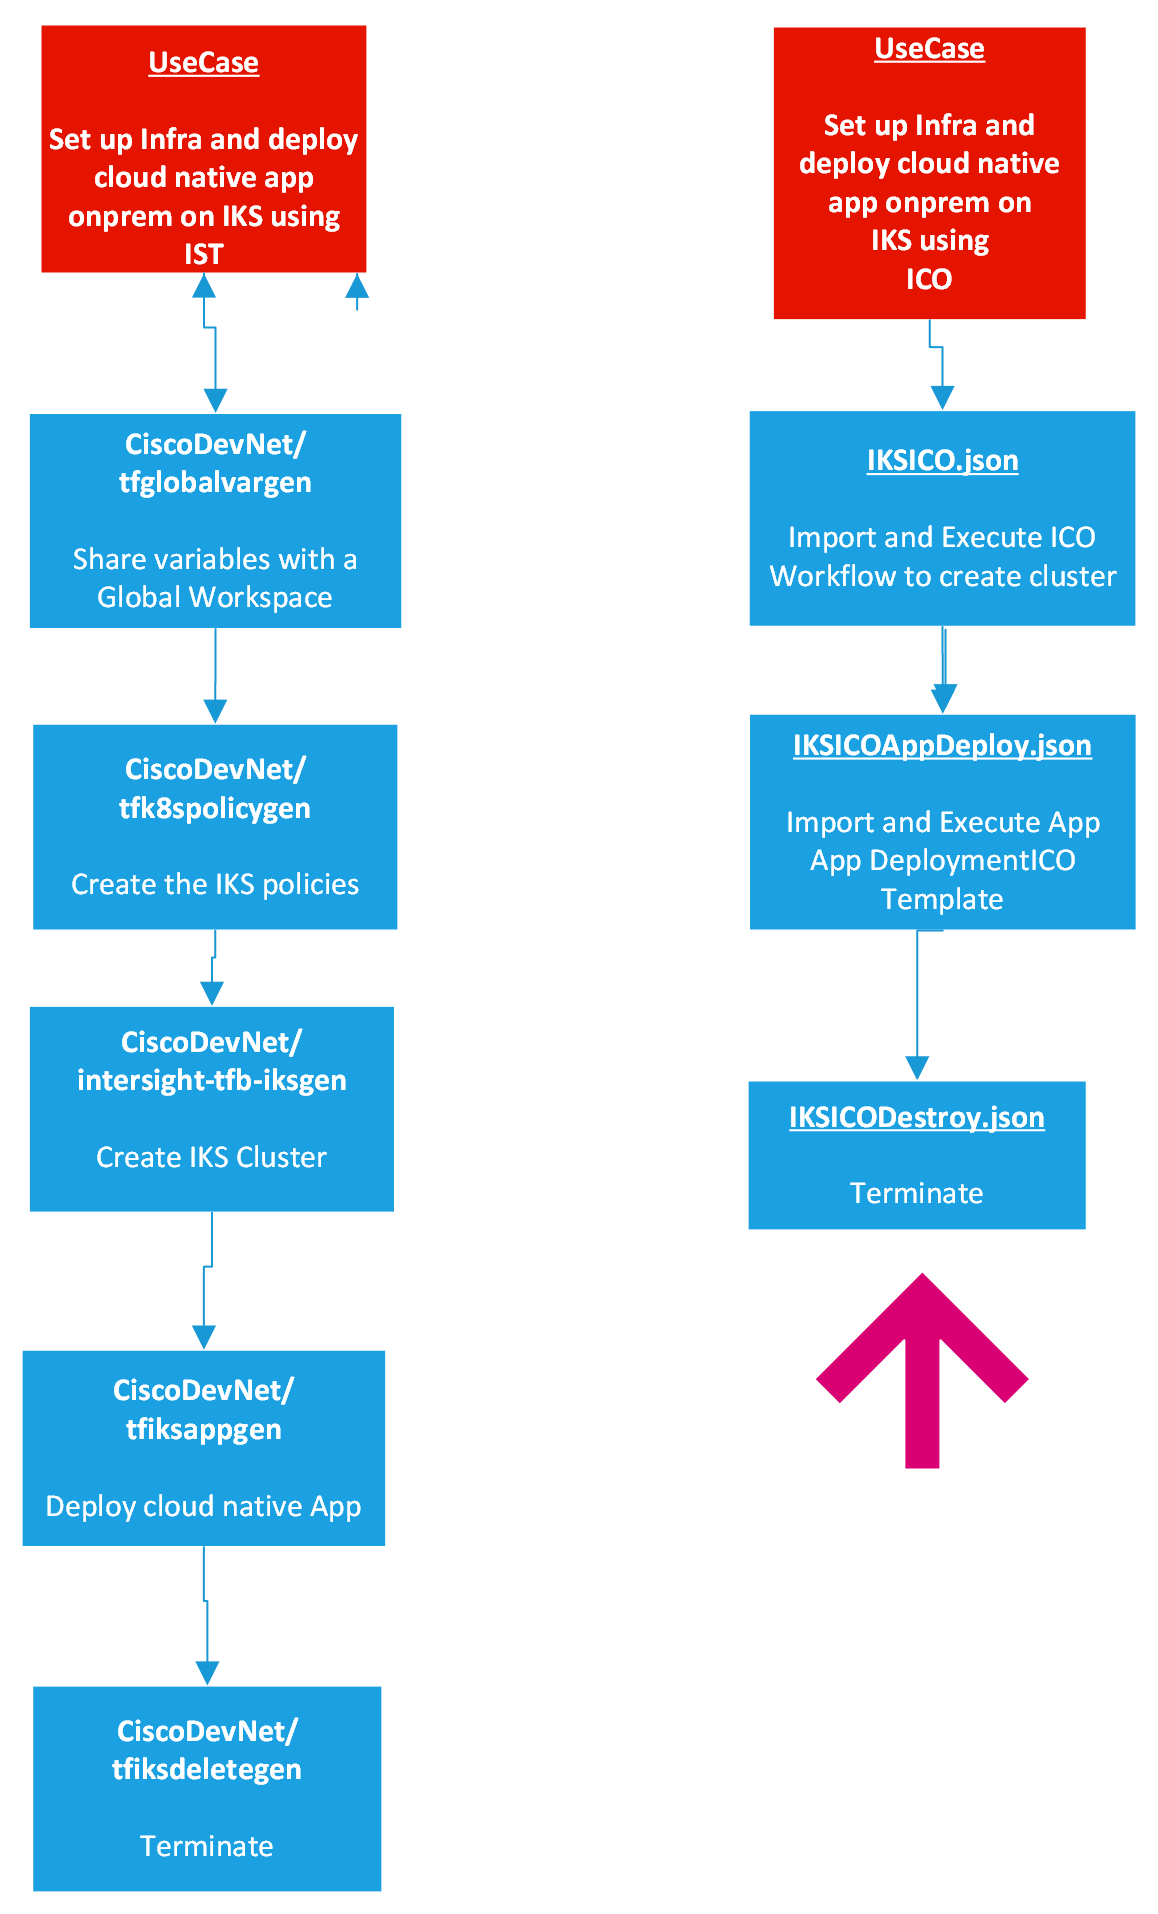 UseCase
Set up Infra and deploy
cloud native app
onprem on IKS using
IST
CiscoDevNet/
tfglobalvargen
Share variables with a
Global Workspace
CiscoDevNet/
tfk8spolicygen
Create the IKS policies
CiscoDevNet/
intersight-tfb-iksgen
Create IKS Cluster
CiscoDevNet/
tfiksappgen
Deploy cloud native App
CiscoDevNet/
tfiksdeletegen
Terminate
UseCase
Set up Infra and
deploy cloud native
app onprem on
IKS using
ICO
IKSICO.json
Import and Execute ICO
Workflow to create cluster
IKSICOAppDeploy.json
Import and Execute App
App DeploymentICO
Template
IKSICODestroy.json
Terminate